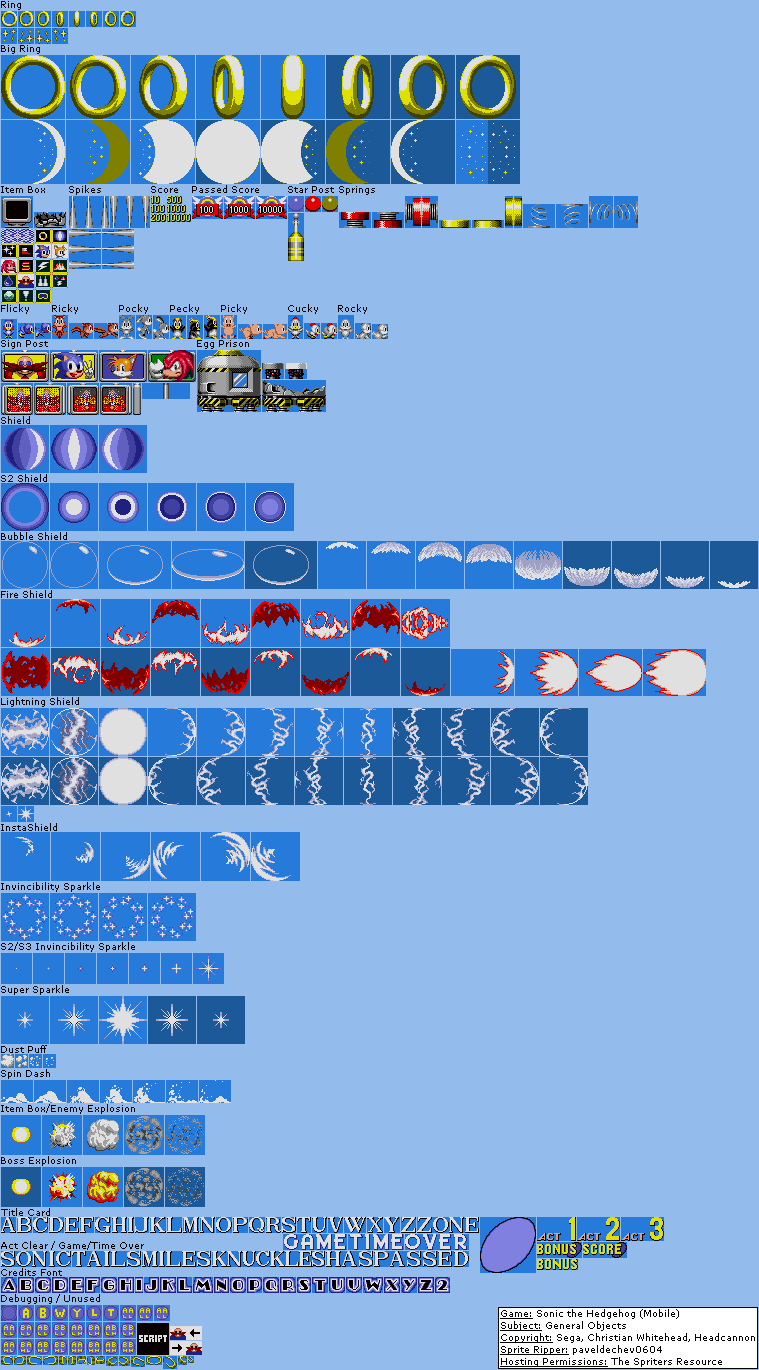 Ring
Big Ring
Item Box Spikes Score Passed Score Star Post Springs
10 500
100 1000
200 10000
100 1000 10000
Flicky Ricky Pocky Pecky Picky Cucky Rocky
Sign Post Egg Prison
Shield
S2 Shield
Bubble Shield
Fire Shield
Lightning Shield
InstaShield
Invincibility Sparkle
S2/S3 Invincibility Sparkle
Super Sparkle
Dust Puff
Spin Dash
Item Box/Enemy Explosion
Boss Explosion
Title Card
ABCDEFGHIJKLMNOPQRSTUVWXYZZONE
ACT 1 ACT 2 ACT 3
Act Clear / Game/Time Over
GAMETIMEOVER
BONUS SCORE
SONICTAILSMILESKNUCKLESHASPASSED
BONUS
Credits Font
ABCDEFGHIJKLMNOPQRSTUVWXYZ2
Debugging / Unused
A B W Y L T
SCRIPT
Game: Sonic the Hedgehog (Mobile)
Subject: General Objects
Copyright: Sega, Christian Whitehead, Headcannon
Sprite Ripper: paveldechev0604
Hosting Permissions: The Spriters Resource